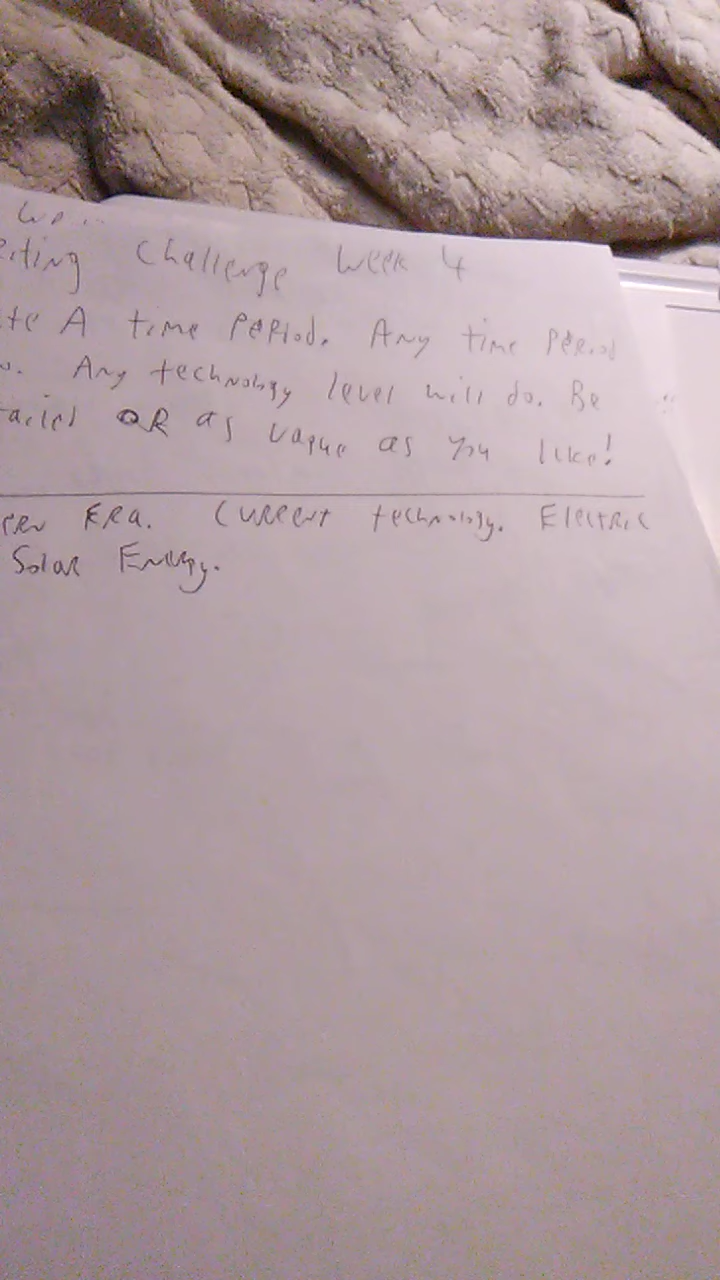 Challenge Week 4
A time Period. Any time Period
Any technology level will do. Be
OR as vague as you like!
ERa. Current technology. Electric
Solar Energy.